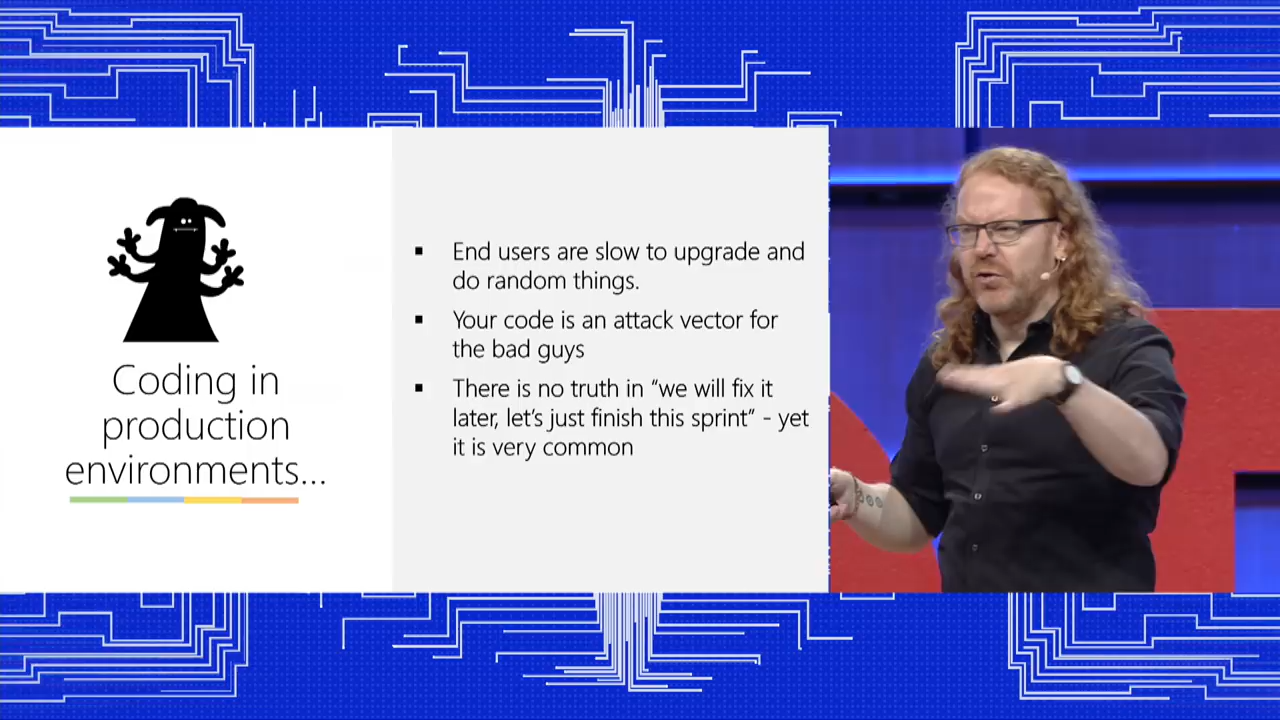 Coding in
production
environments...
▪ End users are slow to upgrade and
do random things.
▪ Your code is an attack vector for
the bad guys
▪ There is no truth in “we will fix it
later, let’s just finish this sprint” - yet
it is very common